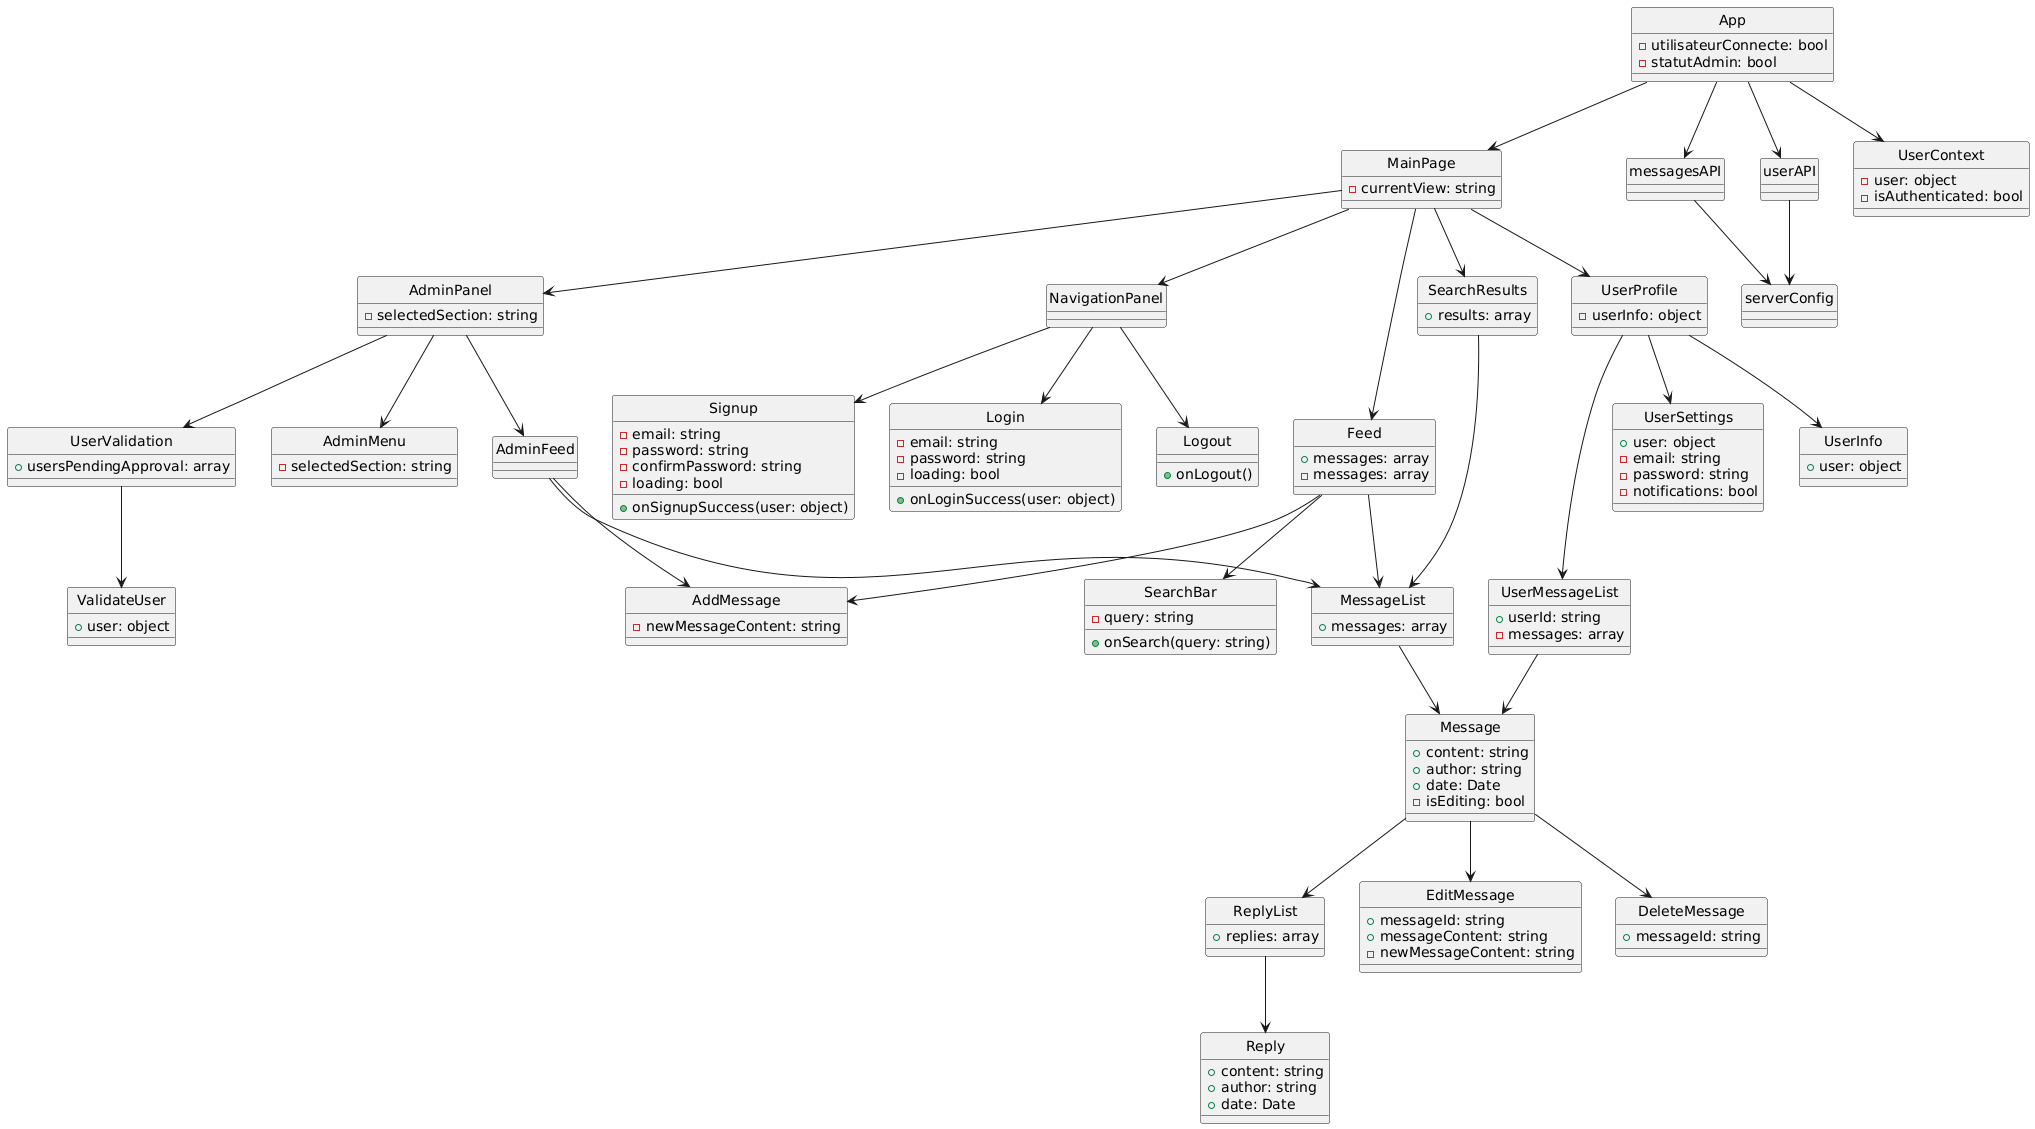 App
utilisateurConnecte: bool
statutAdmin: bool
MainPage
currentView: string
messagesAPI
userAPI
UserContext
user: object
isAuthenticated: bool
AdminPanel
selectedSection: string
NavigationPanel
SearchResults
results: array
UserProfile
userInfo: object
serverConfig
UserValidation
usersPendingApproval: array
AdminMenu
selectedSection: string
AdminFeed
Signup
email: string
password: string
confirmPassword: string
loading: bool
onSignupSuccess(user: object)
Login
email: string
password: string
loading: bool
onLoginSuccess(user: object)
Logout
onLogout()
Feed
messages: array
messages: array
UserSettings
user: object
email: string
password: string
notifications: bool
UserInfo
user: object
ValidateUser
user: object
AddMessage
newMessageContent: string
SearchBar
query: string
onSearch(query: string)
MessageList
messages: array
UserMessageList
userId: string
messages: array
Message
content: string
author: string
date: Date
isEditing: bool
ReplyList
replies: array
EditMessage
messageId: string
messageContent: string
newMessageContent: string
DeleteMessage
messageId: string
Reply
content: string
author: string
date: Date